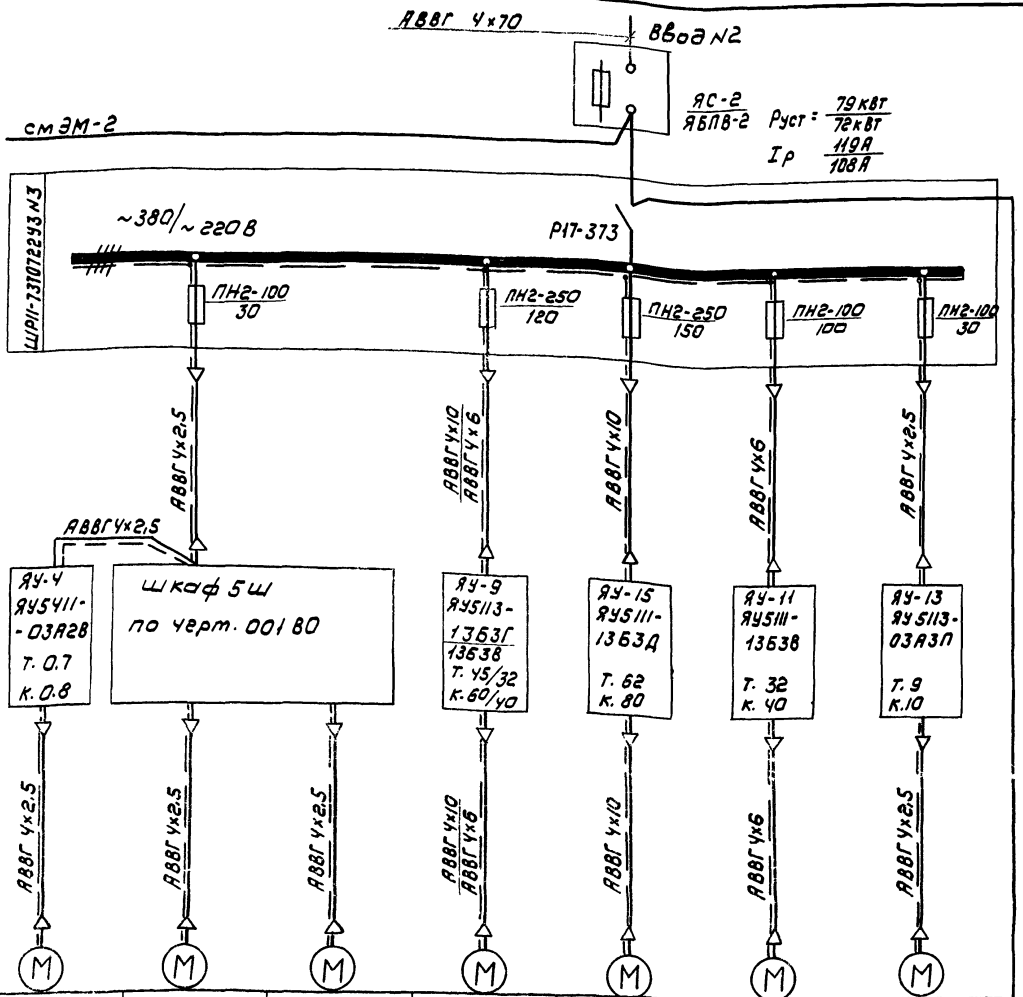 АВВГ 4×70
Ввод №2
ЯС-2
ЯБПВ-2
Руст = 79 кВт
72 кВт
Iр 119А
108А
см ЭМ-2
ШР11-7370722У3 №3
~380/~220В
Р17-373
ПН2-100
30
ПН2-250
120
ПН2-250
150
ПН2-100
100
ПН2-100
30
АВВГ 4×2,5
АВВГ 4×10
АВВГ 4×6
АВВГ 4×10
АВВГ 4×6
АВВГ 4×2,5
АВВГ 4×2,5
ЯУ-4
ЯУ5411-
-03А2В
Т. 0.7
К. 0.8
шкаф 5Ш
по черт. 001 ВО
ЯУ-9
ЯУ5113-
13Б3Г
13Б3В
Т. 45/32
К. 60/40
ЯУ-15
ЯУ5111-
13Б3Д
Т. 62
К. 80
ЯУ-11
ЯУ5111-
13Б3В
Т. 32
К. 40
ЯУ-13
ЯУ5113-
03А3П
Т. 9
К. 10
АВВГ 4×2.5
АВВГ 4×2.5
АВВГ 4×2.5
АВВГ 4×10
АВВГ 4×6
АВВГ 4×10
АВВГ 4×6
АВВГ 4×2.5
М
М
М
М
М
М
М